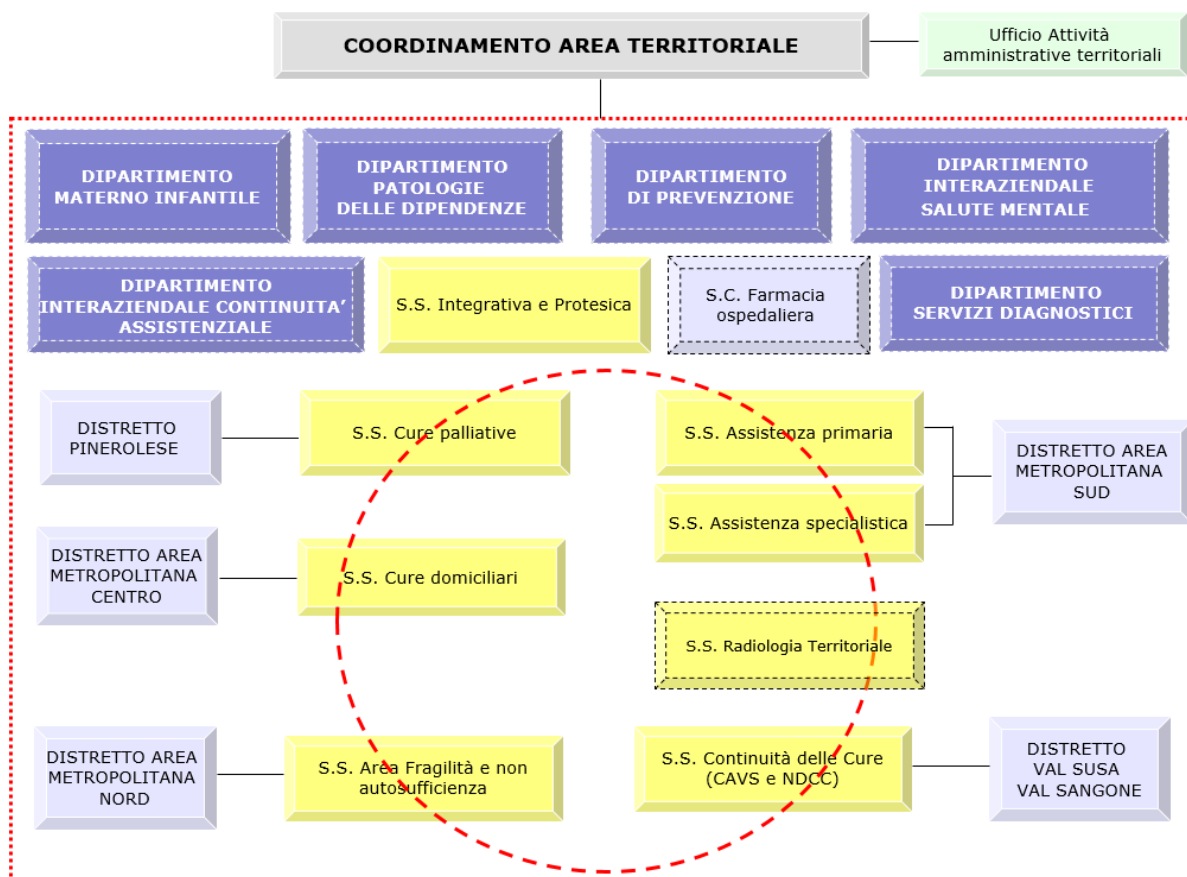 COORDINAMENTO AREA TERRITORIALE
Ufficio Attività
amministrative territoriali
DIPARTIMENTO
MATERNO INFANTILE
DIPARTIMENTO
PATOLOGIE
DELLE DIPENDENZE
DIPARTIMENTO
DI PREVENZIONE
DIPARTIMENTO
INTERAZIENDALE
SALUTE MENTALE
DIPARTIMENTO
INTERAZIENDALE CONTINUITA’
ASSISTENZIALE
S.S. Integrativa e Protesica
S.C. Farmacia
ospedaliera
DIPARTIMENTO
SERVIZI DIAGNOSTICI
DISTRETTO
PINEROLESE
S.S. Cure palliative
S.S. Assistenza primaria
DISTRETTO AREA
METROPOLITANA
SUD
S.S. Assistenza specialistica
DISTRETTO AREA
METROPOLITANA
CENTRO
S.S. Cure domiciliari
S.S. Radiologia Territoriale
DISTRETTO AREA
METROPOLITANA
NORD
S.S. Area Fragilità e non
autosufficienza
S.S. Continuità delle Cure
(CAVS e NDCC)
DISTRETTO
VAL SUSA
VAL SANGONE